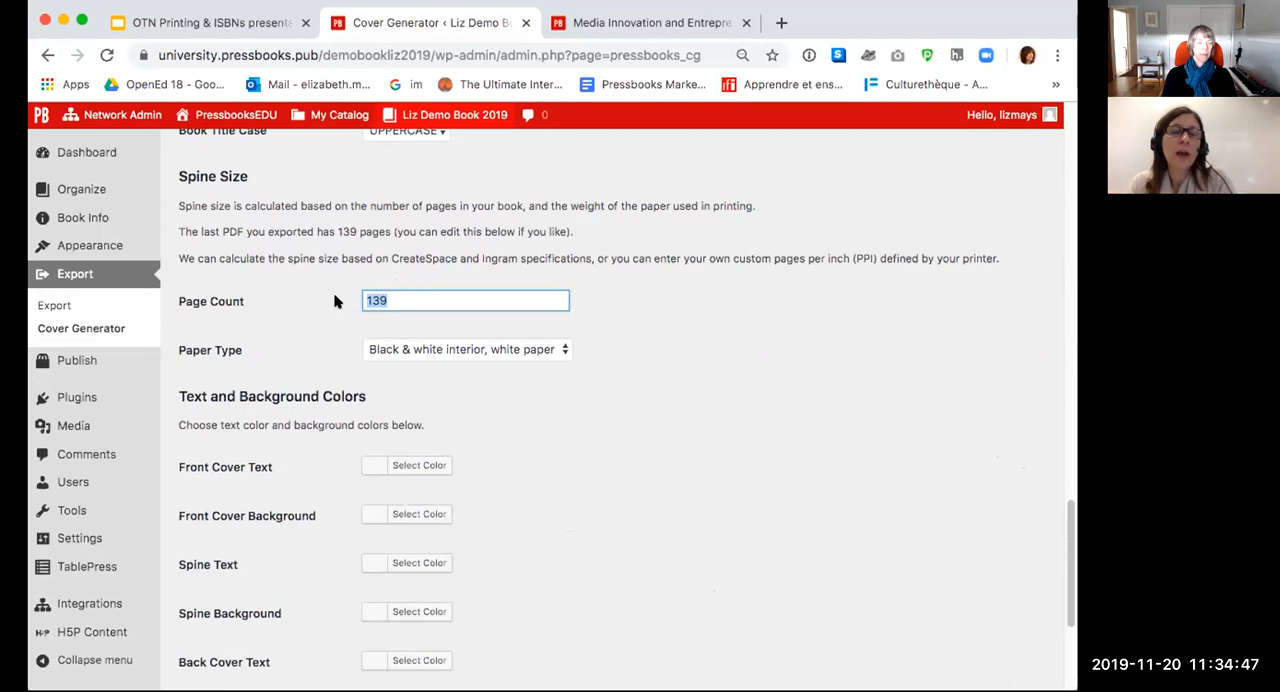 OTN Printing & ISBNs presenta
Cover Generator ‹ Liz Demo Bo
Media Innovation and Entrepre
university.pressbooks.pub/demobookliz2019/wp-admin/admin.php?page=pressbooks_cg
Apps
OpenEd 18 - Goo...
Mail - elizabeth.m...
im
The Ultimate Inter...
Pressbooks Marke...
Apprendre et ens...
Culturethèque - A...
»
PB
Network Admin
PressbooksEDU
My Catalog
Liz Demo Book 2019
0
Hello, lizmays
Dashboard
Organize
Book Info
Appearance
Export
Export
Cover Generator
Publish
Plugins
Media
Comments
Users
Tools
Settings
TablePress
Integrations
H5P Content
Collapse menu
Book Title Case
UPPERCASE
Spine Size
Spine size is calculated based on the number of pages in your book, and the weight of the paper used in printing.
The last PDF you exported has 139 pages (you can edit this below if you like).
We can calculate the spine size based on CreateSpace and Ingram specifications, or you can enter your own custom pages per inch (PPI) defined by your printer.
Page Count
139
Paper Type
Black & white interior, white paper
Text and Background Colors
Choose text color and background colors below.
Front Cover Text
Select Color
Front Cover Background
Select Color
Spine Text
Select Color
Spine Background
Select Color
Back Cover Text
Select Color
2019-11-20 11:34:47